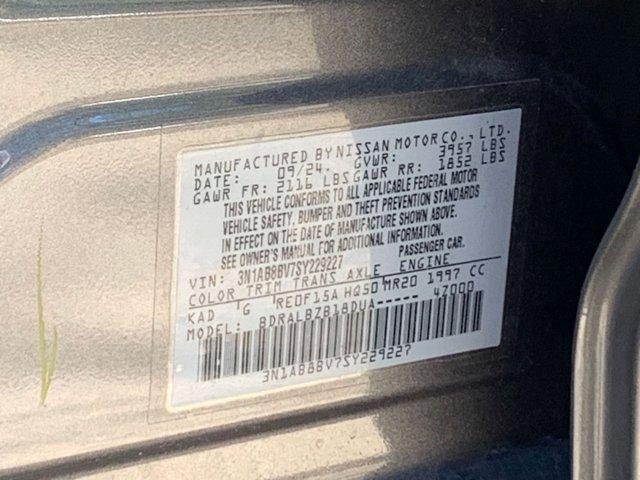 MANUFACTURED BY NISSAN MOTOR CO., LTD.
DATE: 09/24. GVWR: 3957 LBS
GAWR FR: 2116 LBS GAWR RR: 1852 LBS
THIS VEHICLE CONFORMS TO ALL APPLICABLE FEDERAL MOTOR
VEHICLE SAFETY, BUMPER AND THEFT PREVENTION STANDARDS
IN EFFECT ON THE DATE OF MANUFACTURE SHOWN ABOVE.
SEE OWNER'S MANUAL FOR ADDITIONAL INFORMATION.
VIN: 3N1AB8BV7SY229227 PASSENGER CAR.
COLOR TRIM TRANS AXLE ENGINE
KAD G RE0F15A HQ50 MR20 1997 CC
MODEL: BDRALBZB18DUA----- 47000
3N1AB8BV7SY229227